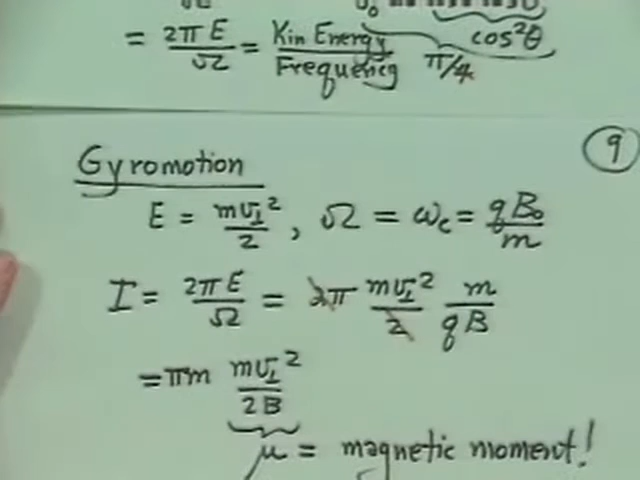 = 2πE/Ω = Kin Energy/Frequency π/4 cos²θ
9
Gyromotion
E = mv⊥²/2, Ω = ωc = qB₀/m
I = 2πE/Ω = 2π mv⊥²/2 m/qB
= πm mv⊥²/2B
μ = magnetic moment!